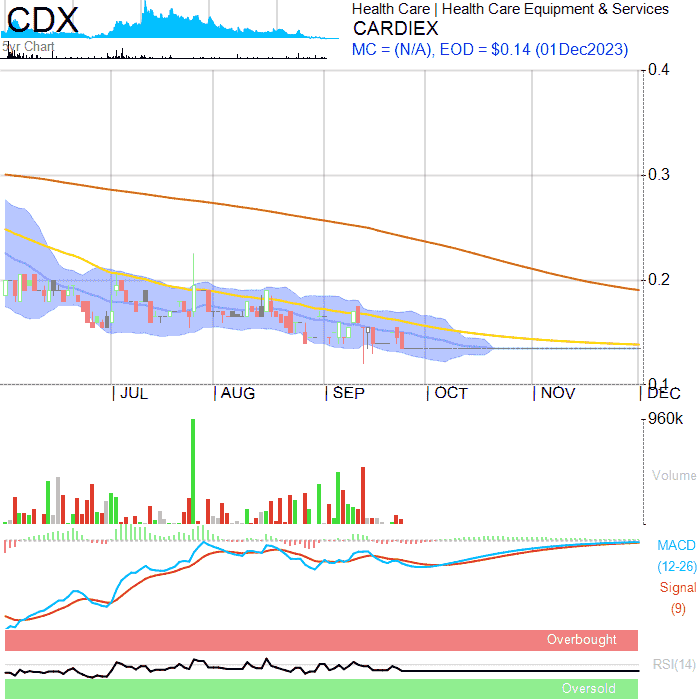 CDX
Health Care | Health Care Equipment & Services
CARDIEX
5yr Chart
MC = (N/A), EOD = $0.14 (01Dec2023)
0.4
0.3
0.2
0.1
JUL
AUG
SEP
OCT
NOV
DEC
960k
Volume
MACD
(12-26)
Signal
(9)
Overbought
RSI(14)
Oversold